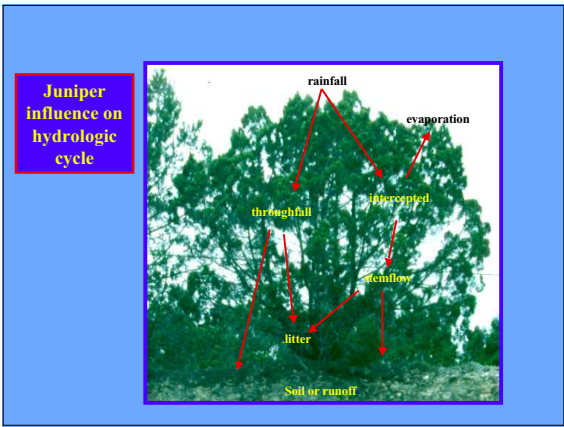 Juniper
influence on
hydrologic
cycle
rainfall
evaporation
intercepted
throughfall
stemflow
litter
Soil or runoff